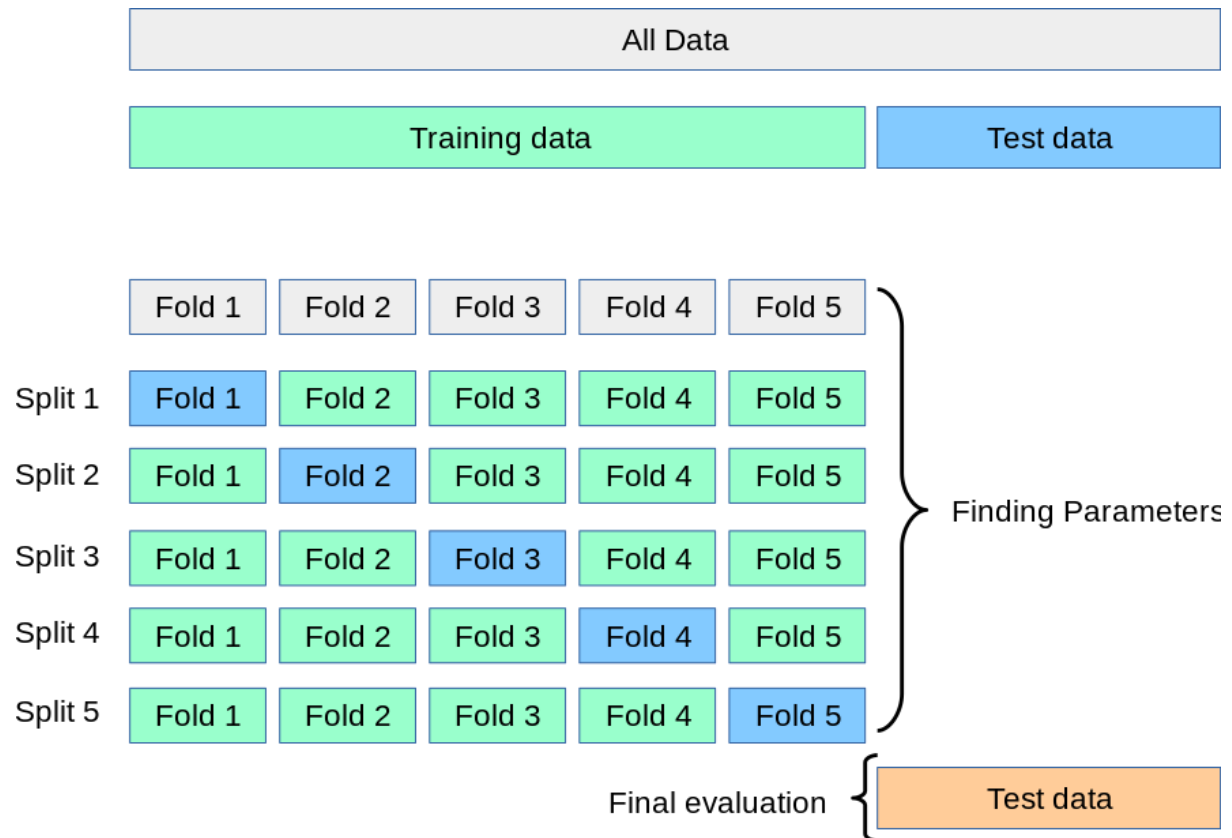 All Data
Training data Test data
Fold 1 Fold 2 Fold 3 Fold 4 Fold 5
Split 1 Fold 1 Fold 2 Fold 3 Fold 4 Fold 5
Split 2 Fold 1 Fold 2 Fold 3 Fold 4 Fold 5
Finding Parameters
Split 3 Fold 1 Fold 2 Fold 3 Fold 4 Fold 5
Split 4 Fold 1 Fold 2 Fold 3 Fold 4 Fold 5
Split 5 Fold 1 Fold 2 Fold 3 Fold 4 Fold 5
Final evaluation Test data